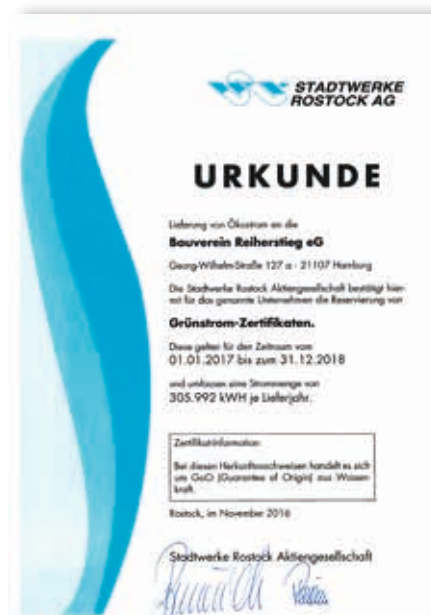 STADTWERKE
ROSTOCK AG
URKUNDE
Lieferung von Ökostrom an die
Bauverein Reiherstieg eG
Georg-Wilhelm-Straße 127 a - 21107 Hamburg
Die Stadtwerke Rostock Aktiengesellschaft bestätigt hier-
mit für das genannte Unternehmen die Reservierung von
Grünstrom-Zertifikaten.
Diese gelten für den Zeitraum vom
01.01.2017 bis zum 31.12.2018
und umfassen eine Strommenge von
305.992 kWH je Lieferjahr.
Zertifikatinformation:
Bei diesen Herkunftsnachweisen handelt es sich
um GoO (Guarantee of Origin) aus Wasser-
kraft.
Rostock, im November 2016
Stadtwerke Rostock Aktiengesellschaft